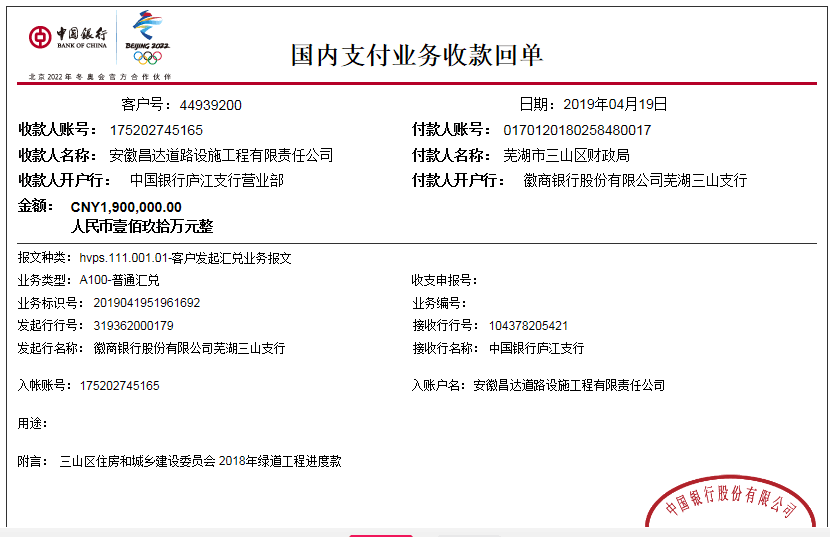 中国银行
BANK OF CHINA
BEIJING 2022
北京2022年冬奥会官方合作伙伴
国内支付业务收款回单
客户号：44939200 日期：2019年04月19日
收款人账号：175202745165 付款人账号：0170120180258480017
收款人名称：安徽昌达道路设施工程有限责任公司 付款人名称：芜湖市三山区财政局
收款人开户行：中国银行庐江支行营业部 付款人开户行：徽商银行股份有限公司芜湖三山支行
金额：CNY1,900,000.00
人民币壹佰玖拾万元整
报文种类：hvps.111.001.01-客户发起汇兑业务报文
业务类型：A100-普通汇兑 收支申报号：
业务标识号：2019041951961692 业务编号：
发起行行号：319362000179 接收行行号：104378205421
发起行名称：徽商银行股份有限公司芜湖三山支行 接收行名称：中国银行庐江支行
入帐账号：175202745165 入账户名：安徽昌达道路设施工程有限责任公司
用途：
附言：三山区住房和城乡建设委员会 2018年绿道工程进度款
中国银行股份有限公司